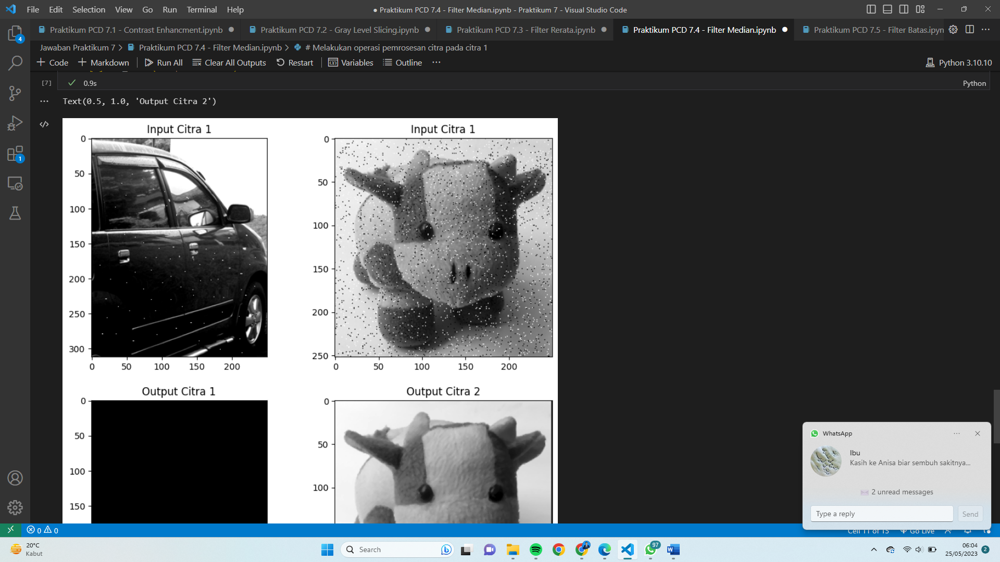 File Edit Selection View Go Run Terminal Help
● Praktikum PCD 7.4 - Filter Median.ipynb - Praktikum 7 - Visual Studio Code
Praktikum PCD 7.1 - Contrast Enhancment.ipynb ●
Praktikum PCD 7.2 - Gray Level Slicing.ipynb ●
Praktikum PCD 7.3 - Filter Rerata.ipynb ●
Praktikum PCD 7.4 - Filter Median.ipynb ●
Praktikum PCD 7.5 - Filter Batas.ipyn
Jawaban Praktikum 7 > Praktikum PCD 7.4 - Filter Median.ipynb > # Melakukan operasi pemrosesan citra pada citra 1
+ Code + Markdown Run All Clear All Outputs Restart Variables Outline ···
Python 3.10.10
4
1
[7] ✓ 0.9s
Python
Text(0.5, 1.0, 'Output Citra 2')
Input Citra 1
0
50
100
150
200
250
300
0 50 100 150 200
Input Citra 1
0
50
100
150
200
250
0 50 100 150 200
Output Citra 1
0
50
100
150
Output Citra 2
0
50
100
WhatsApp
Ibu
Kasih ke Anisa biar sembuh sakitnya...
2 unread messages
Type a reply
Send
0 0
Cell 11 of 15 Go Live
20°C
Kabut
Search
97
06:04
25/05/2023
2